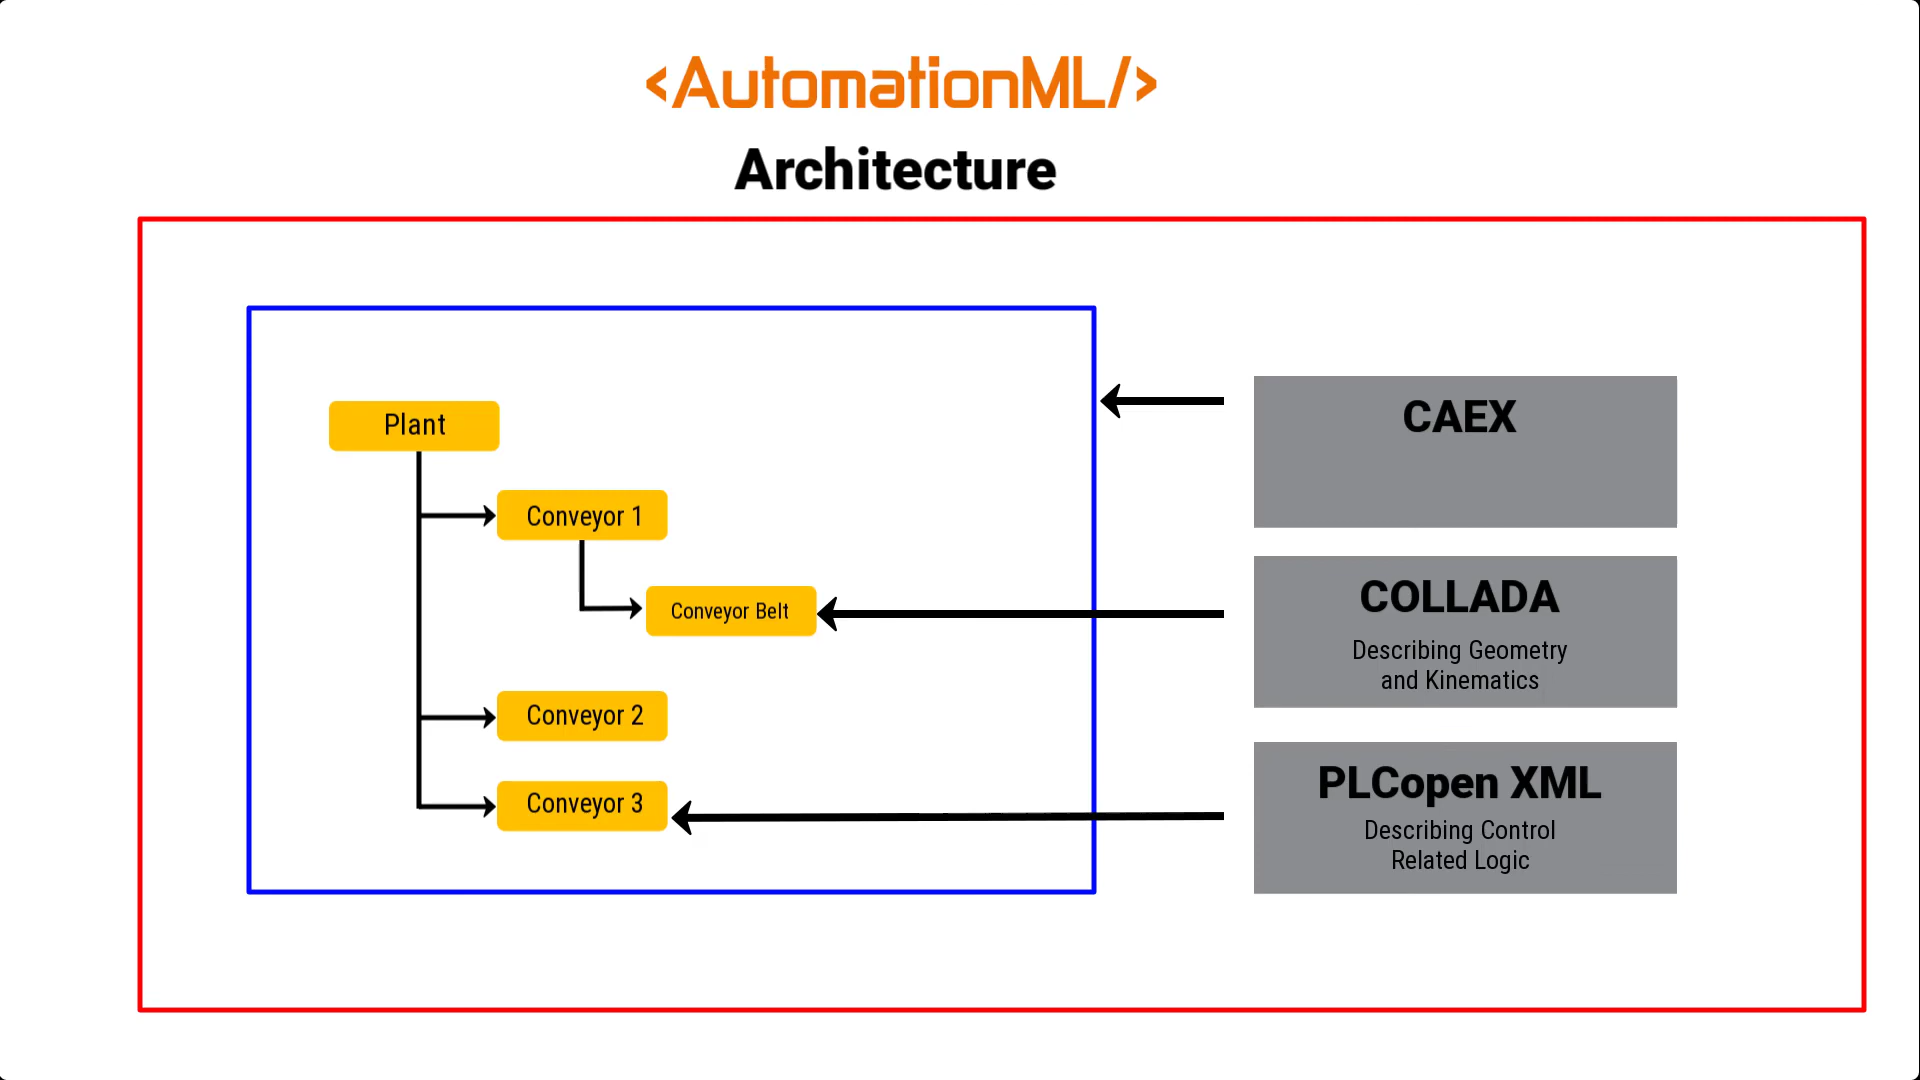 <AutomationML/>
Architecture
Plant
Conveyor 1
Conveyor Belt
Conveyor 2
Conveyor 3
CAEX
COLLADA
Describing Geometry
and Kinematics
PLCopen XML
Describing Control
Related Logic